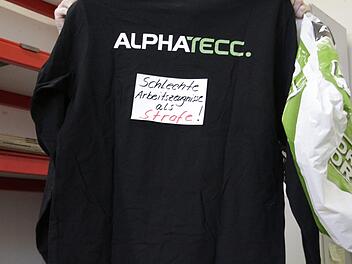 ALPHATECC.
Schlechte
Arbeitszeugnisse
als
Strafe!